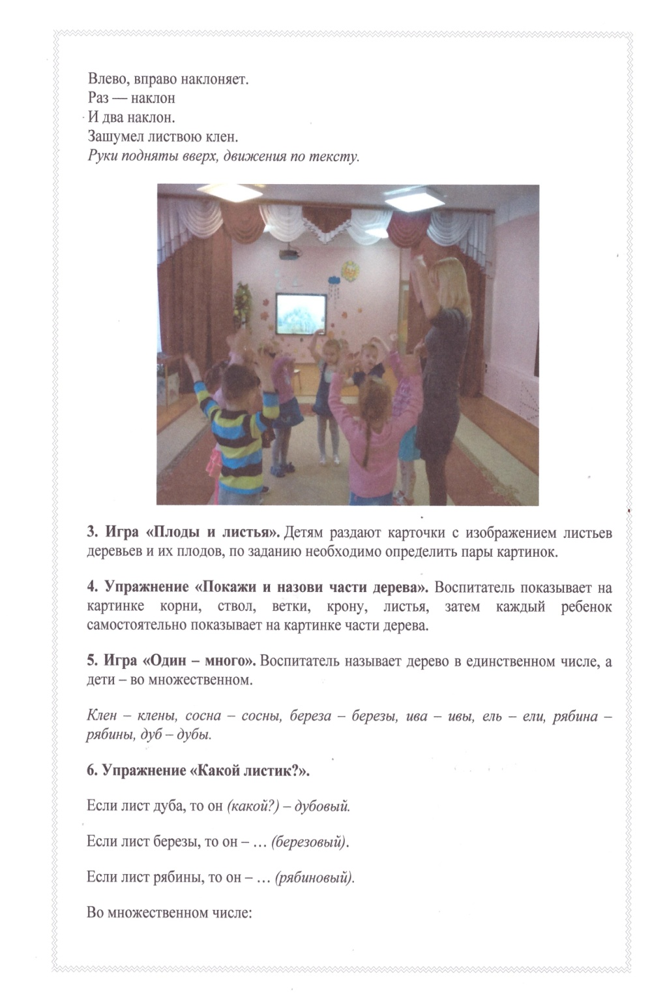 Влево, вправо наклоняет.
Раз — наклон
И два наклон.
Зашумел листвою клен.
Руки подняты вверх, движения по тексту.
3. Игра «Плоды и листья». Детям раздают карточки с изображением листьев
деревьев и их плодов, по заданию необходимо определить пары картинок.
4. Упражнение «Покажи и назови части дерева». Воспитатель показывает на
картинке корни, ствол, ветки, крону, листья, затем каждый ребенок
самостоятельно показывает на картинке части дерева.
5. Игра «Один – много». Воспитатель называет дерево в единственном числе, а
дети – во множественном.
Клен – клены, сосна – сосны, береза – березы, ива – ивы, ель – ели, рябина –
рябины, дуб – дубы.
6. Упражнение «Какой листик?».
Если лист дуба, то он (какой?) – дубовый.
Если лист березы, то он – … (березовый).
Если лист рябины, то он – … (рябиновый).
Во множественном числе: